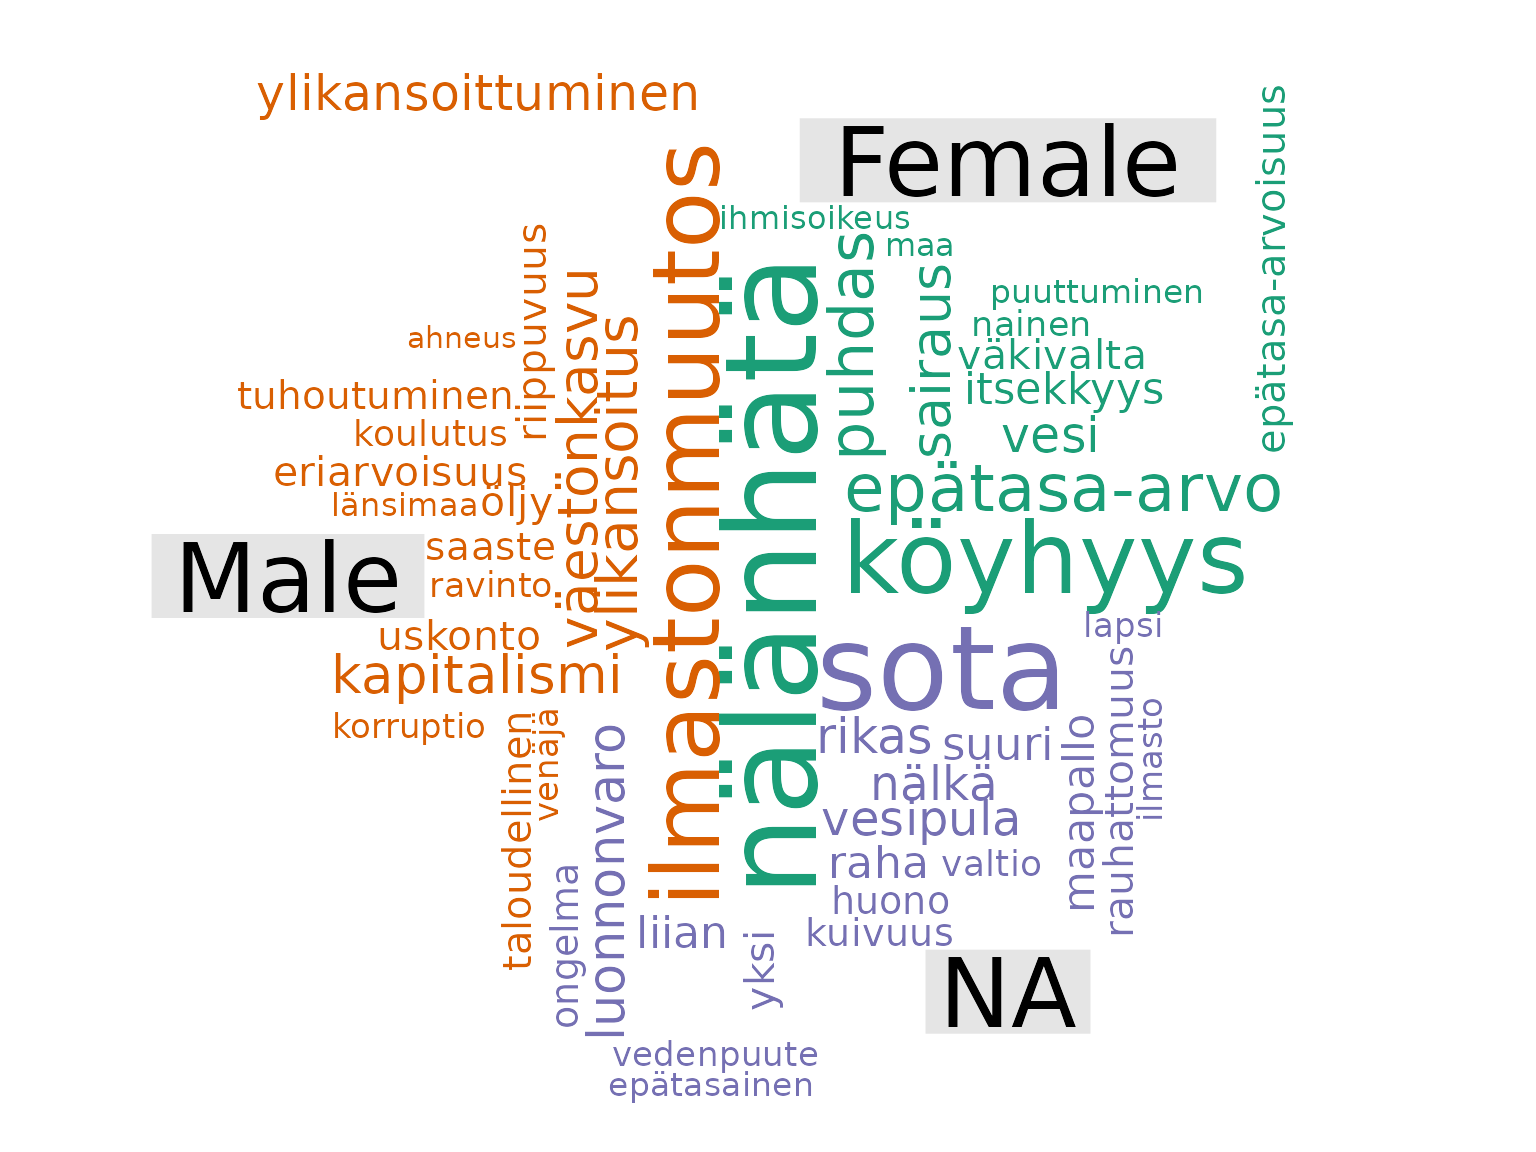 ylikansoittuminen
Female
epätasa-arvoisuus
ilmastonmuutos
ihmisoikeus
maa
puhdas
sairaus
riippuvuus
väestönkasvu
nälänhätä
puuttuminen
nainen
ylikansoitus
ahneus
väkivalta
itsekkyys
tuhoutuminen
koulutus
vesi
eriarvoisuus
epätasa-arvo
länsimaa
öljy
köyhyys
Male
saaste
ravinto
uskonto
lapsi
kapitalismi
sota
rauhattomuus
korruptio
taloudellinen
venäjä
luonnonvaro
rikas
suuri
maapallo
ilmasto
nälkä
vesipula
raha
valtio
ongelma
huono
liian
yksi
kuivuus
NA
vedenpuute
epätasainen